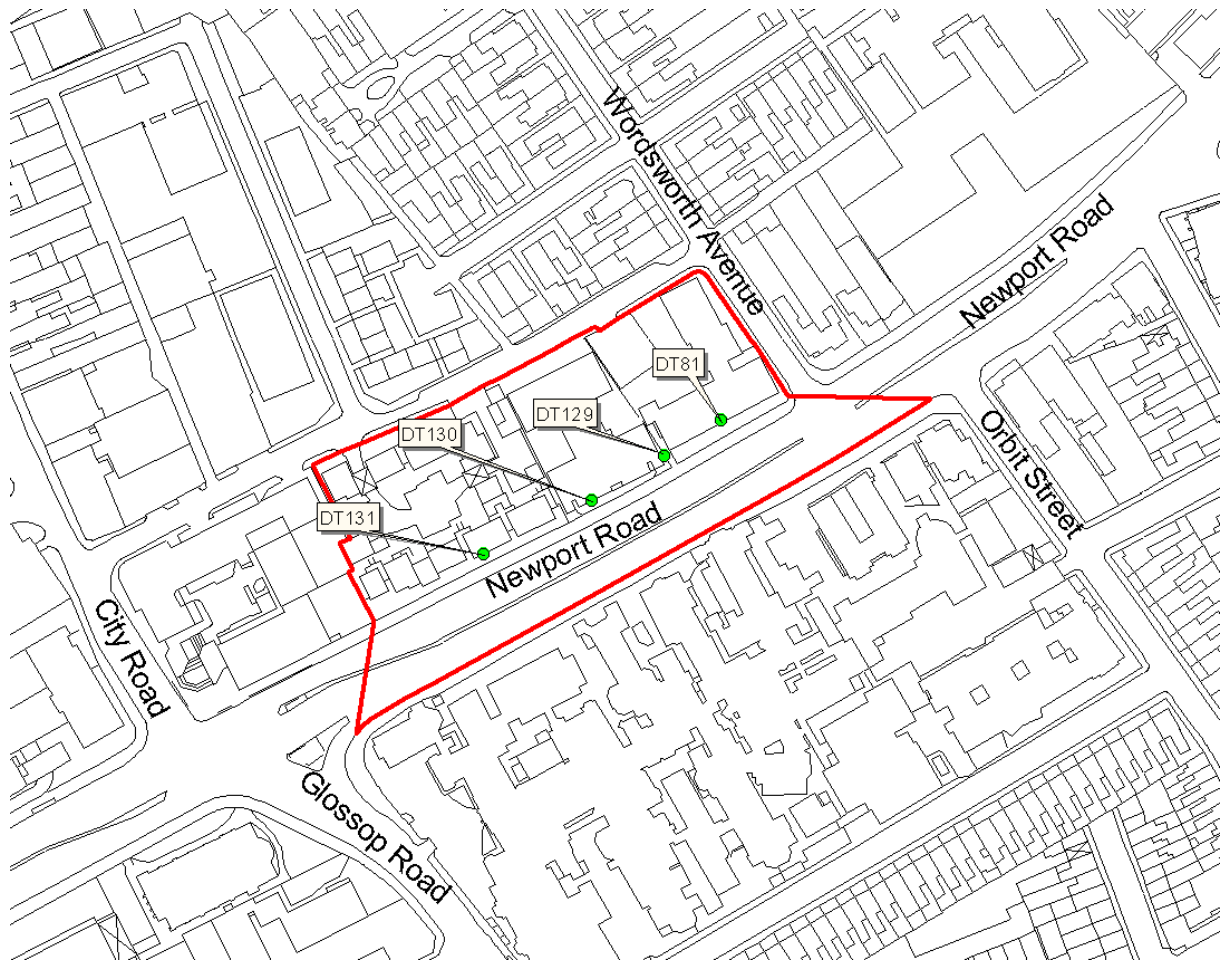 Wordsworth Avenue
Newport Road
DT81
DT129
DT130
DT131
Orbit Street
Newport Road
City Road
Glossop Road